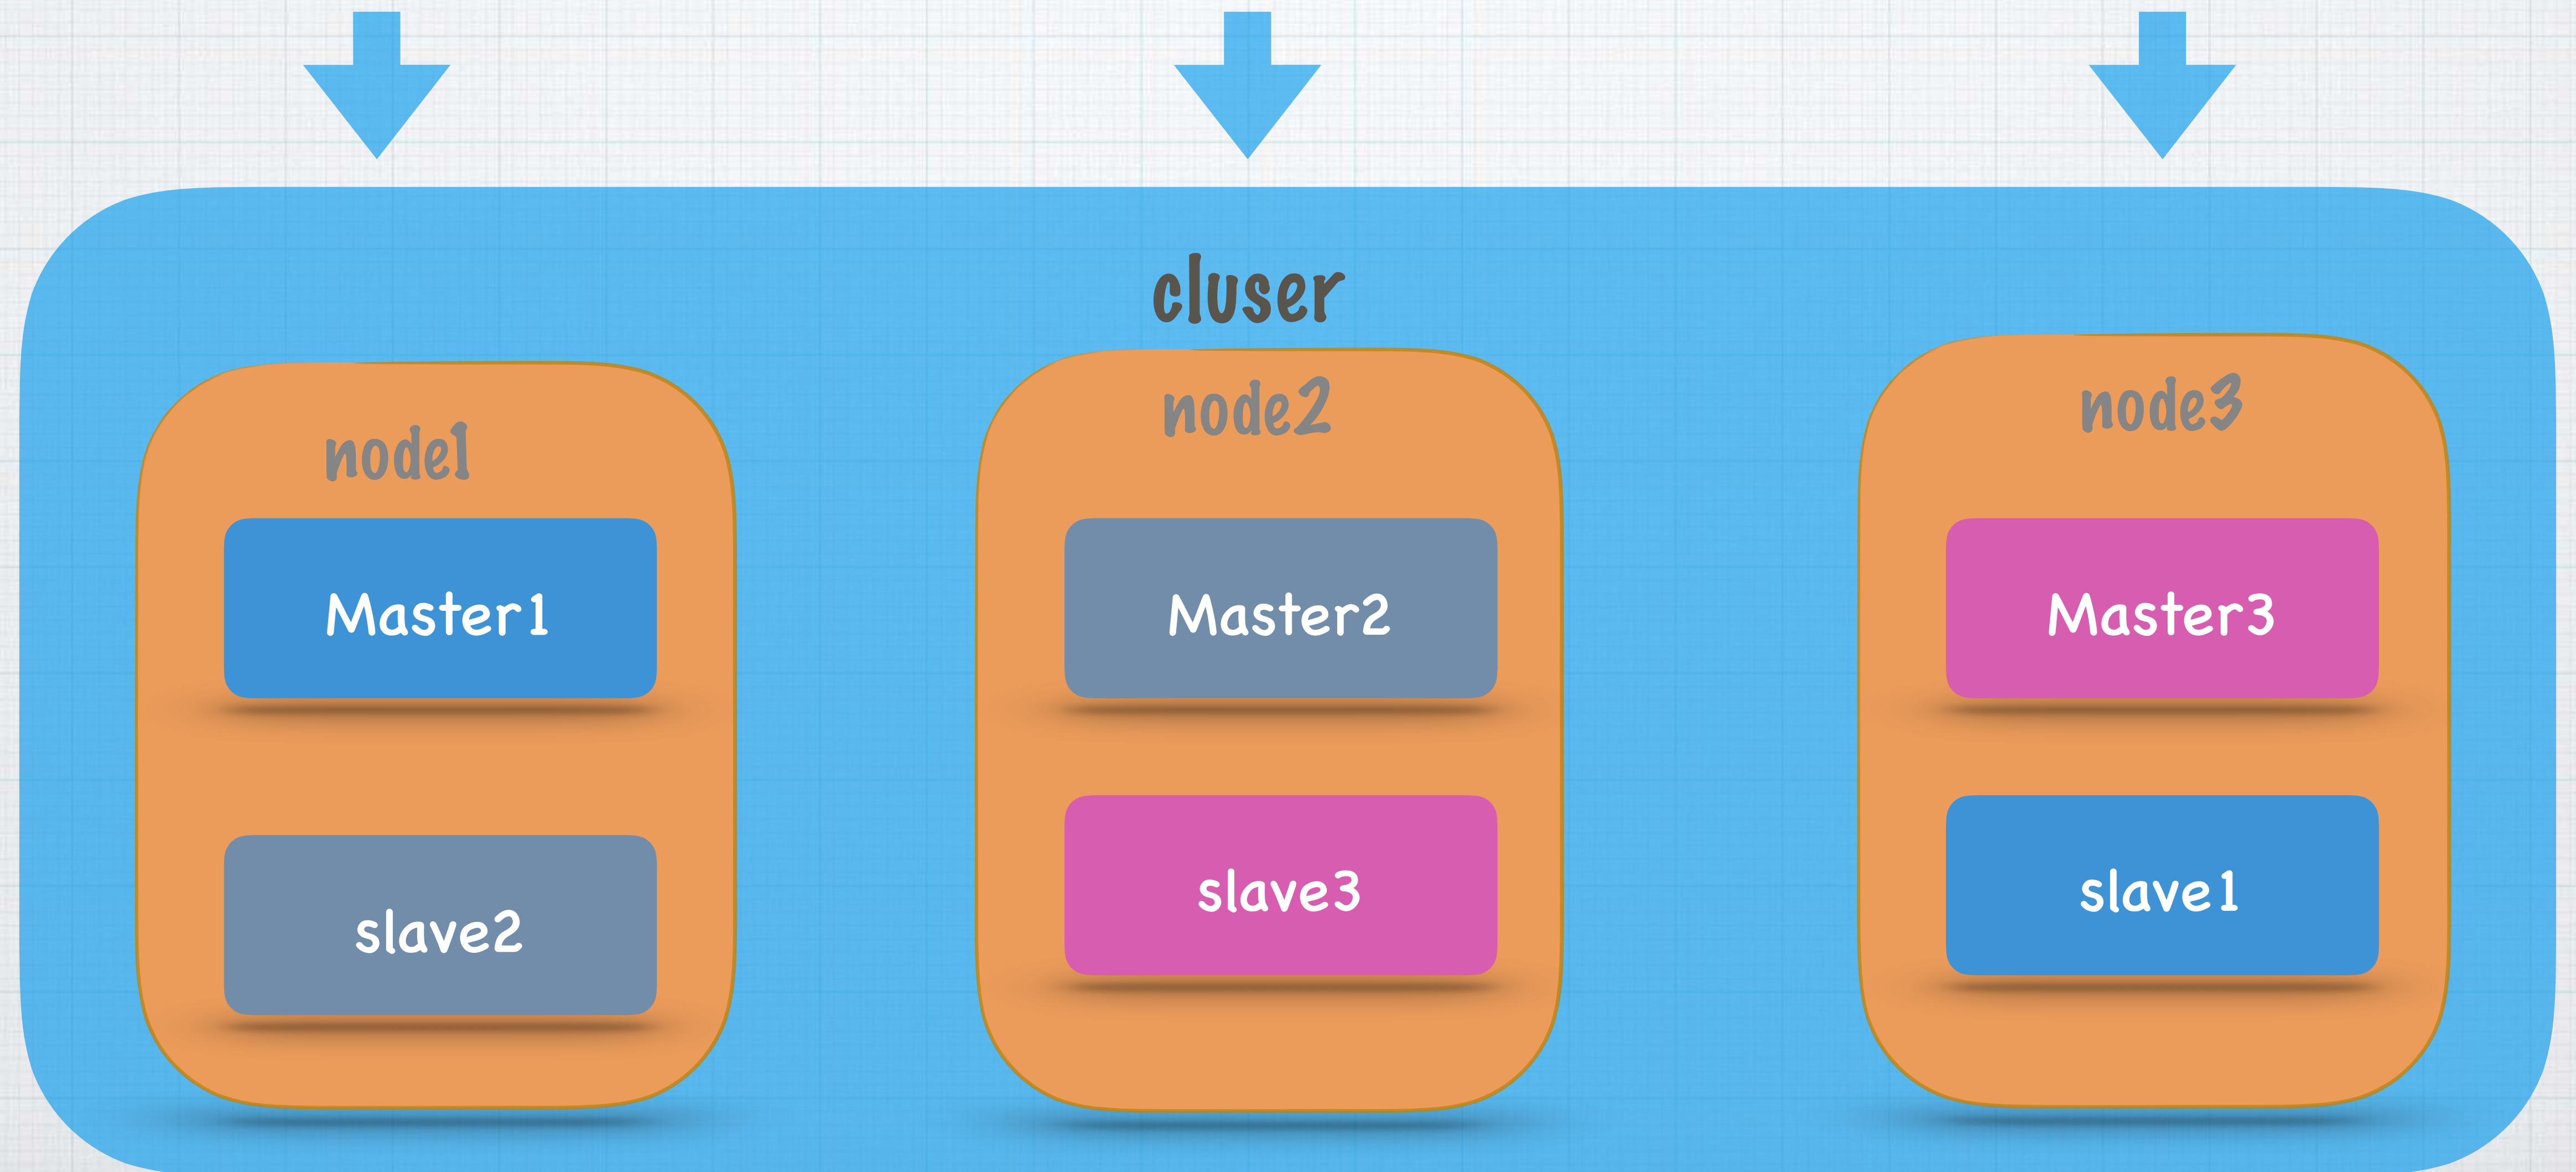 cluser
node1
node2
node3
Master1
Master2
Master3
slave2
slave3
slave1